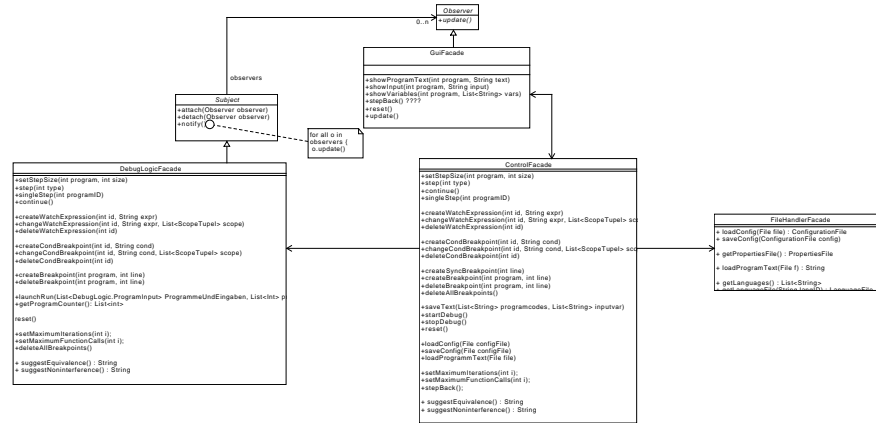 Observer
+update()
0..n
observers
GuiFacade
+showProgramText(int program, String text)
+showInput(int program, String input)
+showVariables(int program, List<String> vars)
+stepBack() ????
+reset()
+update()
Subject
+attach(Observer observer)
+detach(Observer observer)
+notify()
for all o in
observers {
o.update()
DebugLogicFacade
+setStepSize(int program, int size)
+step(int type)
+singleStep(int programID)
+continue()
+createWatchExpression(int id, String expr)
+changeWatchExpression(int id, String expr, List<ScopeTupel> scope)
+deleteWatchExpression(int id)
+createCondBreakpoint(int id, String cond)
+changeCondBreakpoint(int id, String cond, List<ScopeTupel> scope)
+deleteCondBreakpoint(int id)
+createBreakpoint(int program, int line)
+deleteBreakpoint(int program, int line)
+launchRun(List<DebugLogic.ProgramInput> ProgrammeUndEingaben, List<Int> p
+getProgramCounter(): List<int>
reset()
+setMaximumIterations(int i);
+setMaximumFunctionCalls(int i);
+deleteAllBreakpoints()
+ suggestEquivalence() : String
+ suggestNoninterference() : String
ControlFacade
+setStepSize(int program, int size)
+step(int type)
+continue()
+singleStep(int programID)
+createWatchExpression(int id, String expr)
+changeWatchExpression(int id, String expr, List<ScopeTupel> sco
+deleteWatchExpression(int id)
+createCondBreakpoint(int id, String cond)
+changeCondBreakpoint(int id, String cond, List<ScopeTupel> sco
+deleteCondBreakpoint(int id)
+createSyncBreakpoint(int line)
+createBreakpoint(int program, int line)
+deleteBreakpoint(int program, int line)
+deleteAllBreakpoints()
+saveText(List<String> programcodes, List<String> inputvar)
+startDebug()
+stopDebug()
+reset()
+loadConfig(File configFile)
+saveConfig(File configFile)
+loadProgrammText(File file)
+setMaximumIterations(int i);
+setMaximumFunctionCalls(int i);
+stepBack();
+ suggestEquivalence() : String
+ suggestNoninterference() : String
FileHandlerFacade
+ loadConfig(File file) : ConfigurationFile
+ saveConfig(ConfigurationFile config)
+ getPropertiesFile() : PropertiesFile
+ loadProgramText(File f) : String
+ getLanguages() : List<String>